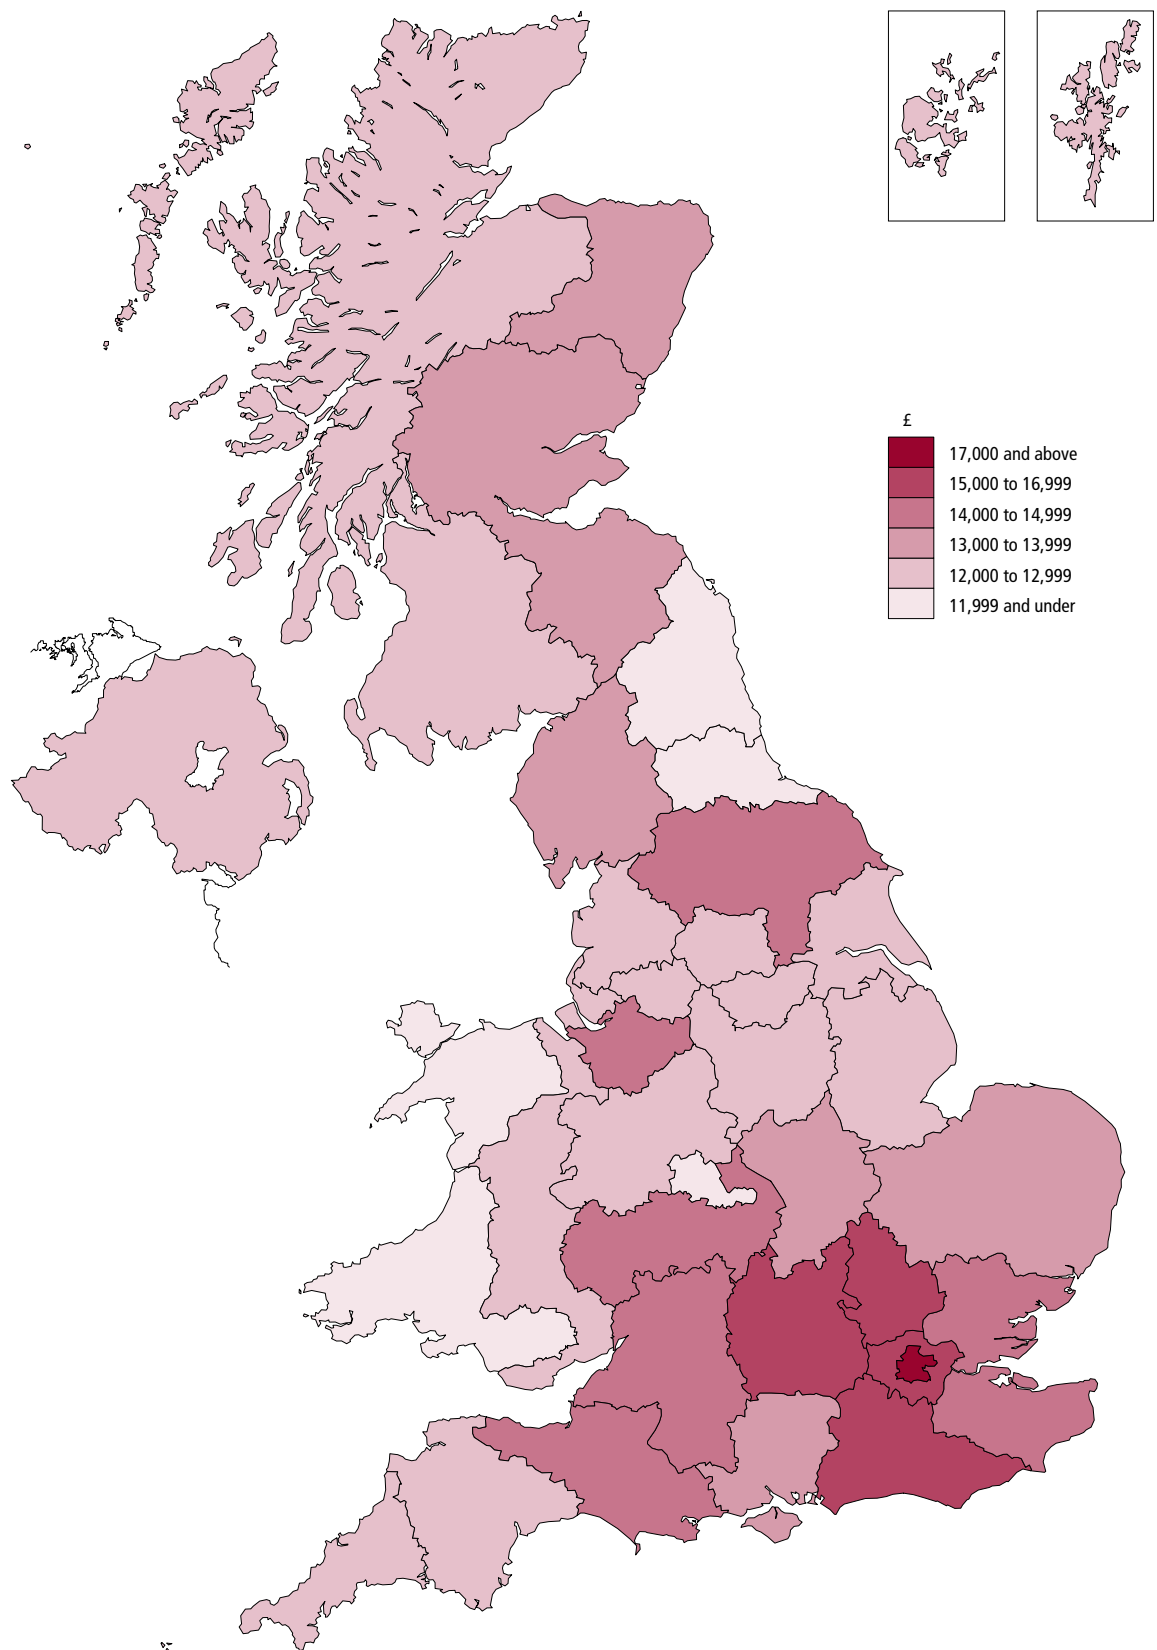 £
17,000 and above
15,000 to 16,999
14,000 to 14,999
13,000 to 13,999
12,000 to 12,999
11,999 and under